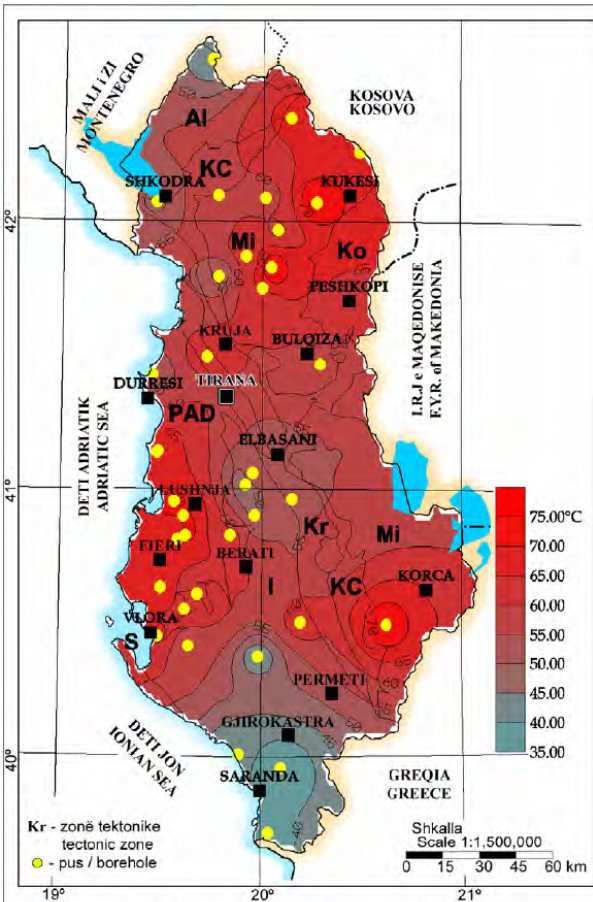 MALI i ZI
MONTENEGRO
KOSOVA
KOSOVO
Al
KC
SHKODRA
KUKESI
42°
Mi
Ko
PESHKOPI
KRUJA
BULQIZA
I.R.J e MAQEDONISE
F.Y.R. of MAKEDONIA
DURRESI
TIRANA
PAD
DETI ADRIATIK
ADRIATIC SEA
ELBASANI
41°
LUSHNJA
Kr
Mi
75.00°C
70.00
65.00
60.00
55.00
50.00
45.00
40.00
35.00
FIERI
BERATI
I
KC
KORCA
VLORA
S
PERMETI
DETI JON
IONIAN SEA
GJIROKASTRA
40°
SARANDA
GREQIA
GREECE
Kr - zonë tektonike
tectonic zone
- pus / borehole
Shkalla
Scale 1:1,500,000
0 15 30 45 60 km
19° 20° 21°